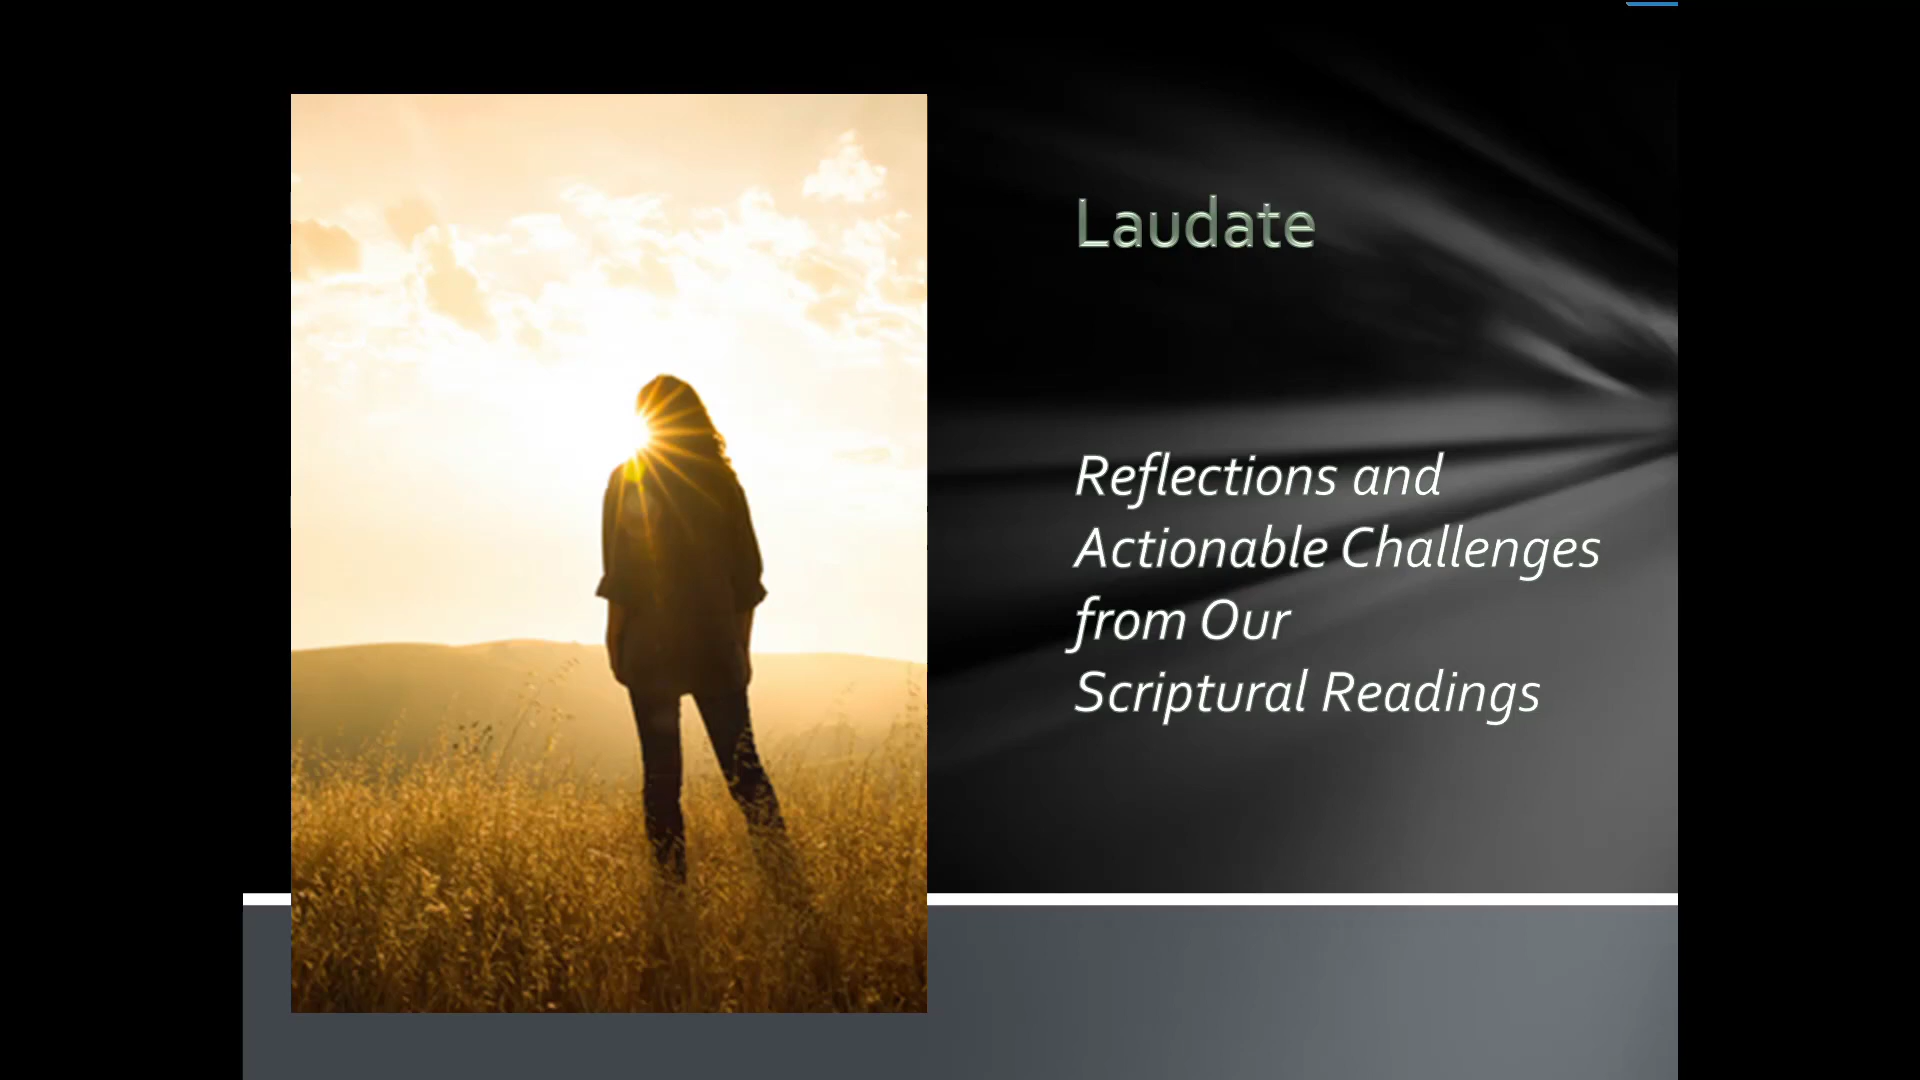 Laudate
Reflections and
Actionable Challenges
from Our
Scriptural Readings